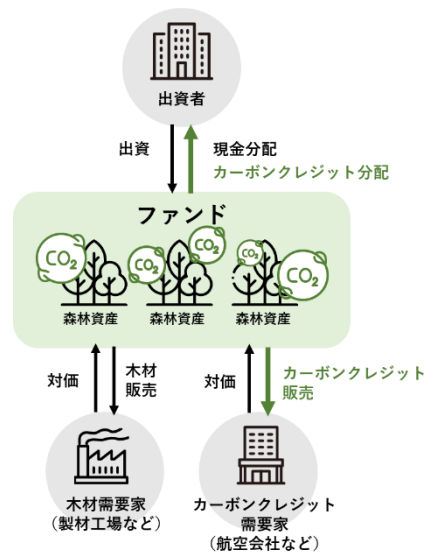 出資者
出資
現金分配
カーボンクレジット分配
ファンド
CO2
CO2
CO2
CO2
CO2
森林資産
森林資産
森林資産
対価
木材
販売
対価
カーボンクレジット
販売
木材需要家
（製材工場など）
カーボンクレジット
需要家
（航空会社など）